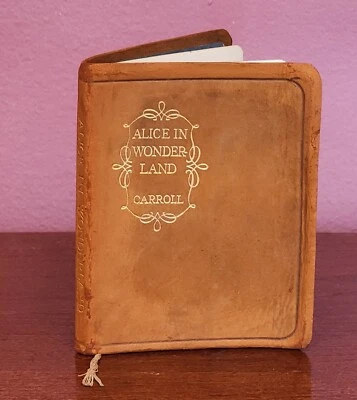 ALICE IN
WONDER-
LAND
CARROLL